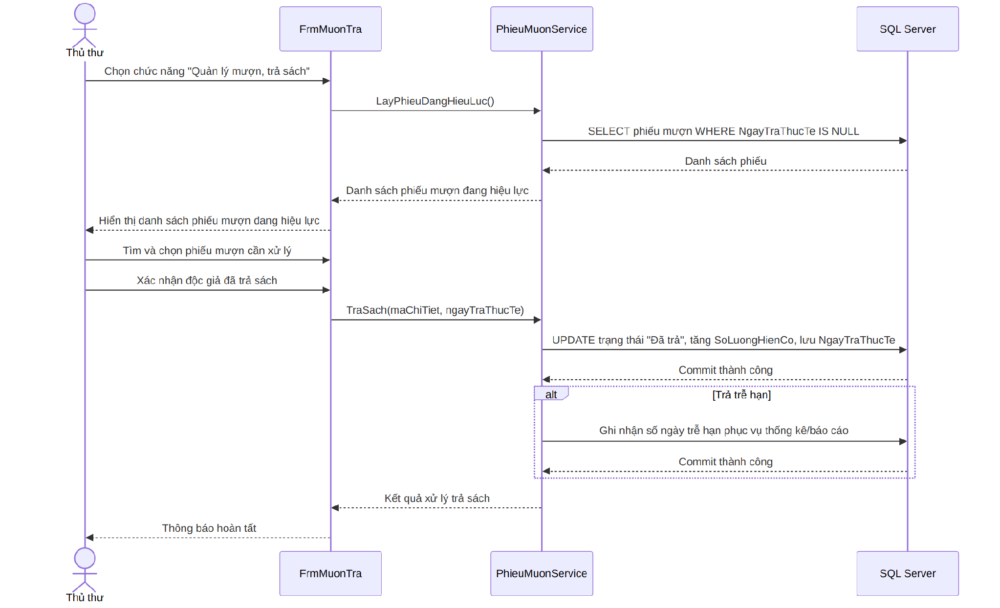 Thủ thư
FrmMuonTra
PhieuMuonService
SQL Server
Chọn chức năng "Quản lý mượn, trả sách"
LayPhieuDangHieuLuc()
SELECT phiếu mượn WHERE NgayTraThucTe IS NULL
Danh sách phiếu
Danh sách phiếu mượn đang hiệu lực
Hiển thị danh sách phiếu mượn đang hiệu lực
Tìm và chọn phiếu mượn cần xử lý
Xác nhận độc giả đã trả sách
TraSach(maChiTiet, ngayTraThucTe)
UPDATE trạng thái "Đã trả", tăng SoLuongHienCo, lưu NgayTraThucTe
Commit thành công
alt
[Trả trễ hạn]
Ghi nhận số ngày trễ hạn phục vụ thống kê/báo cáo
Commit thành công
Kết quả xử lý trả sách
Thông báo hoàn tất
Thủ thư
FrmMuonTra
PhieuMuonService
SQL Server